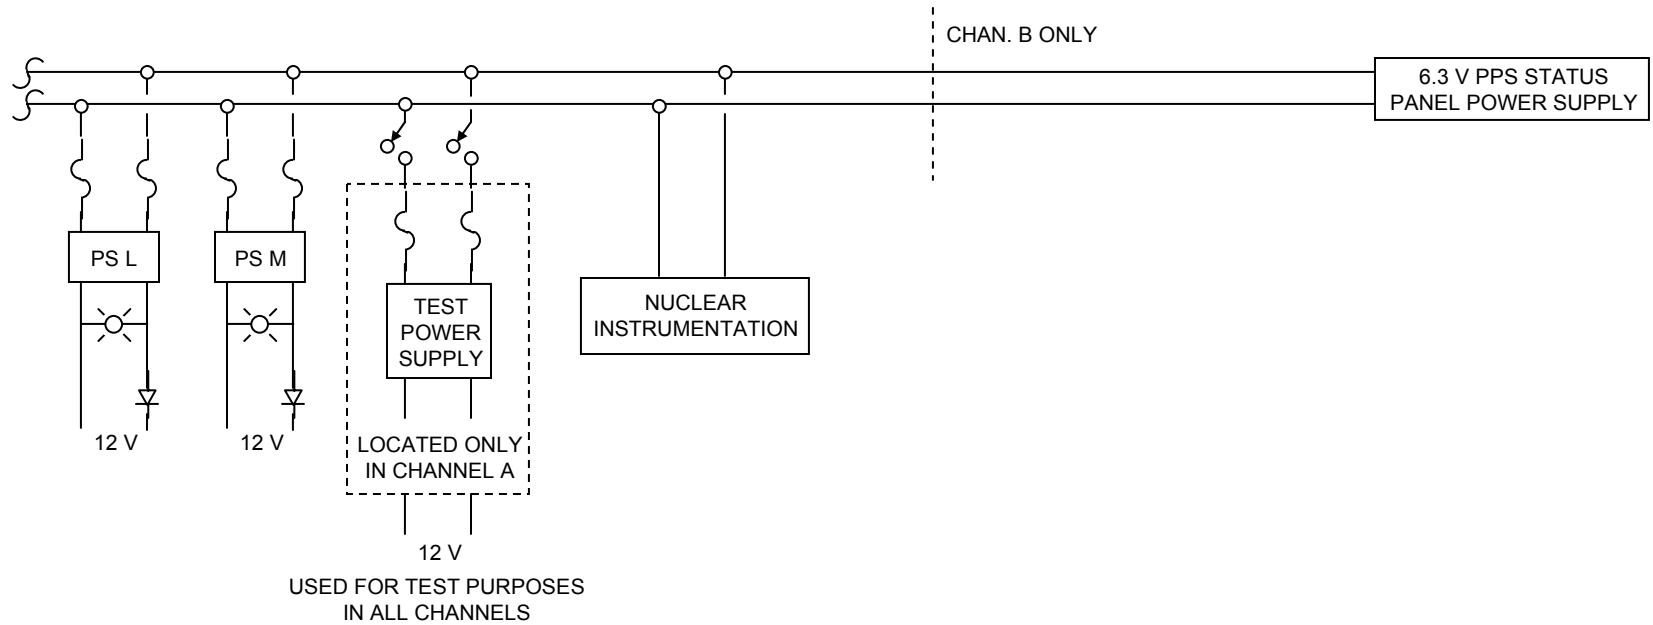 CHAN. B ONLY
6.3 V PPS STATUS
PANEL POWER SUPPLY
PS L
PS M
TEST
POWER
SUPPLY
NUCLEAR
INSTRUMENTATION
12 V
12 V
LOCATED ONLY
IN CHANNEL A
12 V
USED FOR TEST PURPOSES
IN ALL CHANNELS